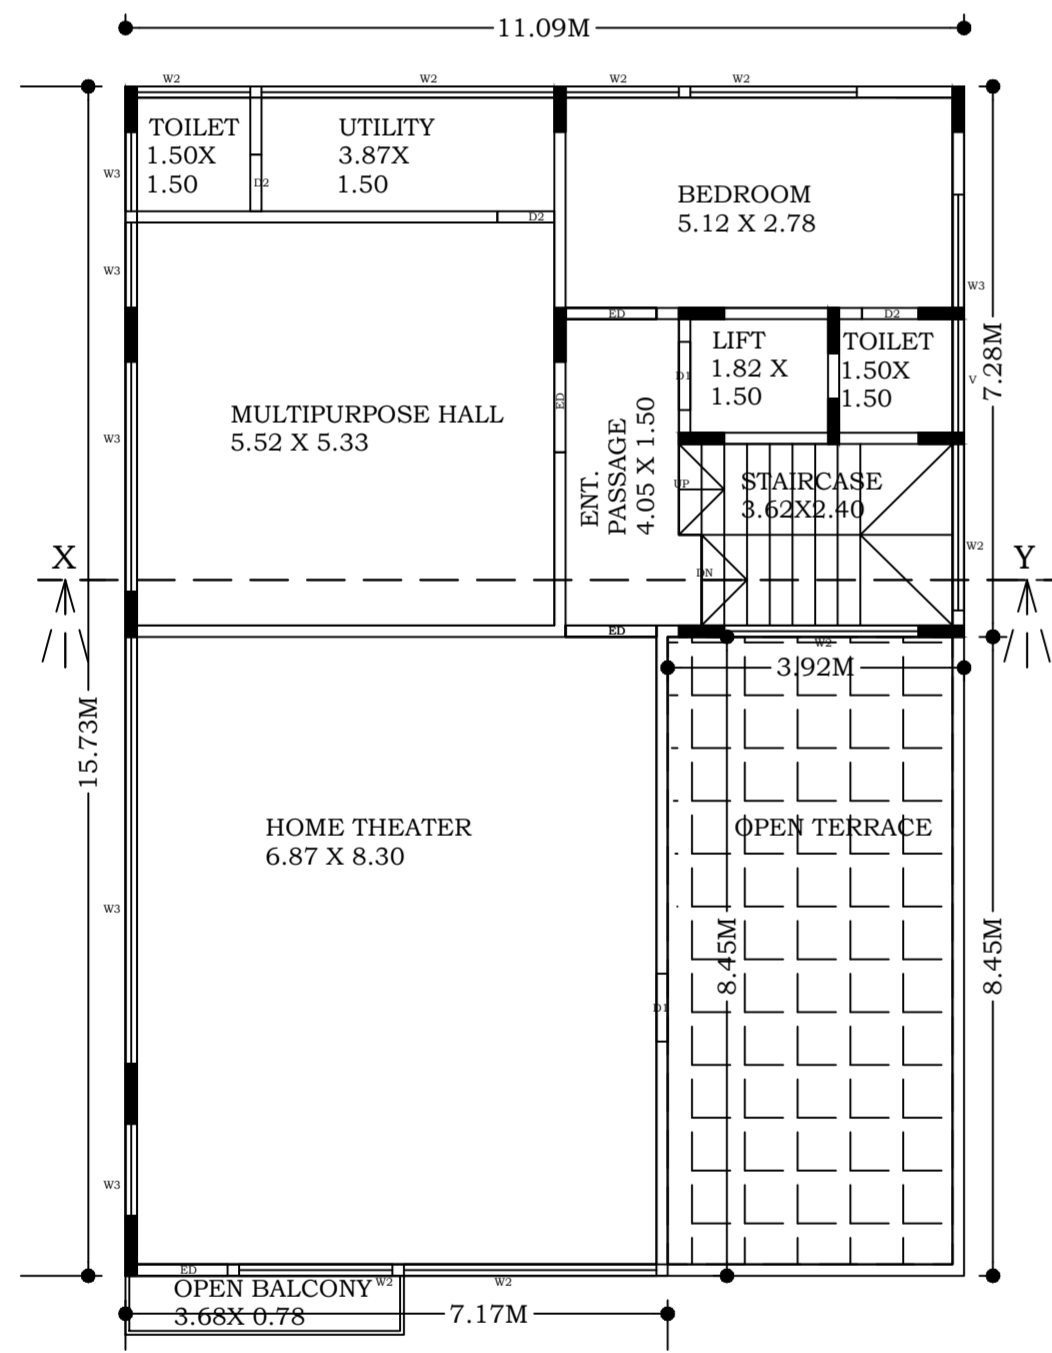 11.09M
W2
W2
W2
W2
TOILET
1.50X
1.50
UTILITY
3.87X
1.50
W3
D2
D2
BEDROOM
5.12 X 2.78
W3
W3
ED
D2
LIFT
1.82 X
1.50
TOILET
1.50X
1.50
D1
V
7.28M
MULTIPURPOSE HALL
5.52 X 5.33
W3
ED
ENT.
PASSAGE
4.05 X 1.50
UP
STAIRCASE
3.62X2.40
W2
X
Y
DN
ED
W2
3.92M
15.73M
HOME THEATER
6.87 X 8.30
OPEN TERRACE
W3
8.45M
8.45M
D1
W3
ED
W2
W2
OPEN BALCONY
3.68X 0.78
7.17M